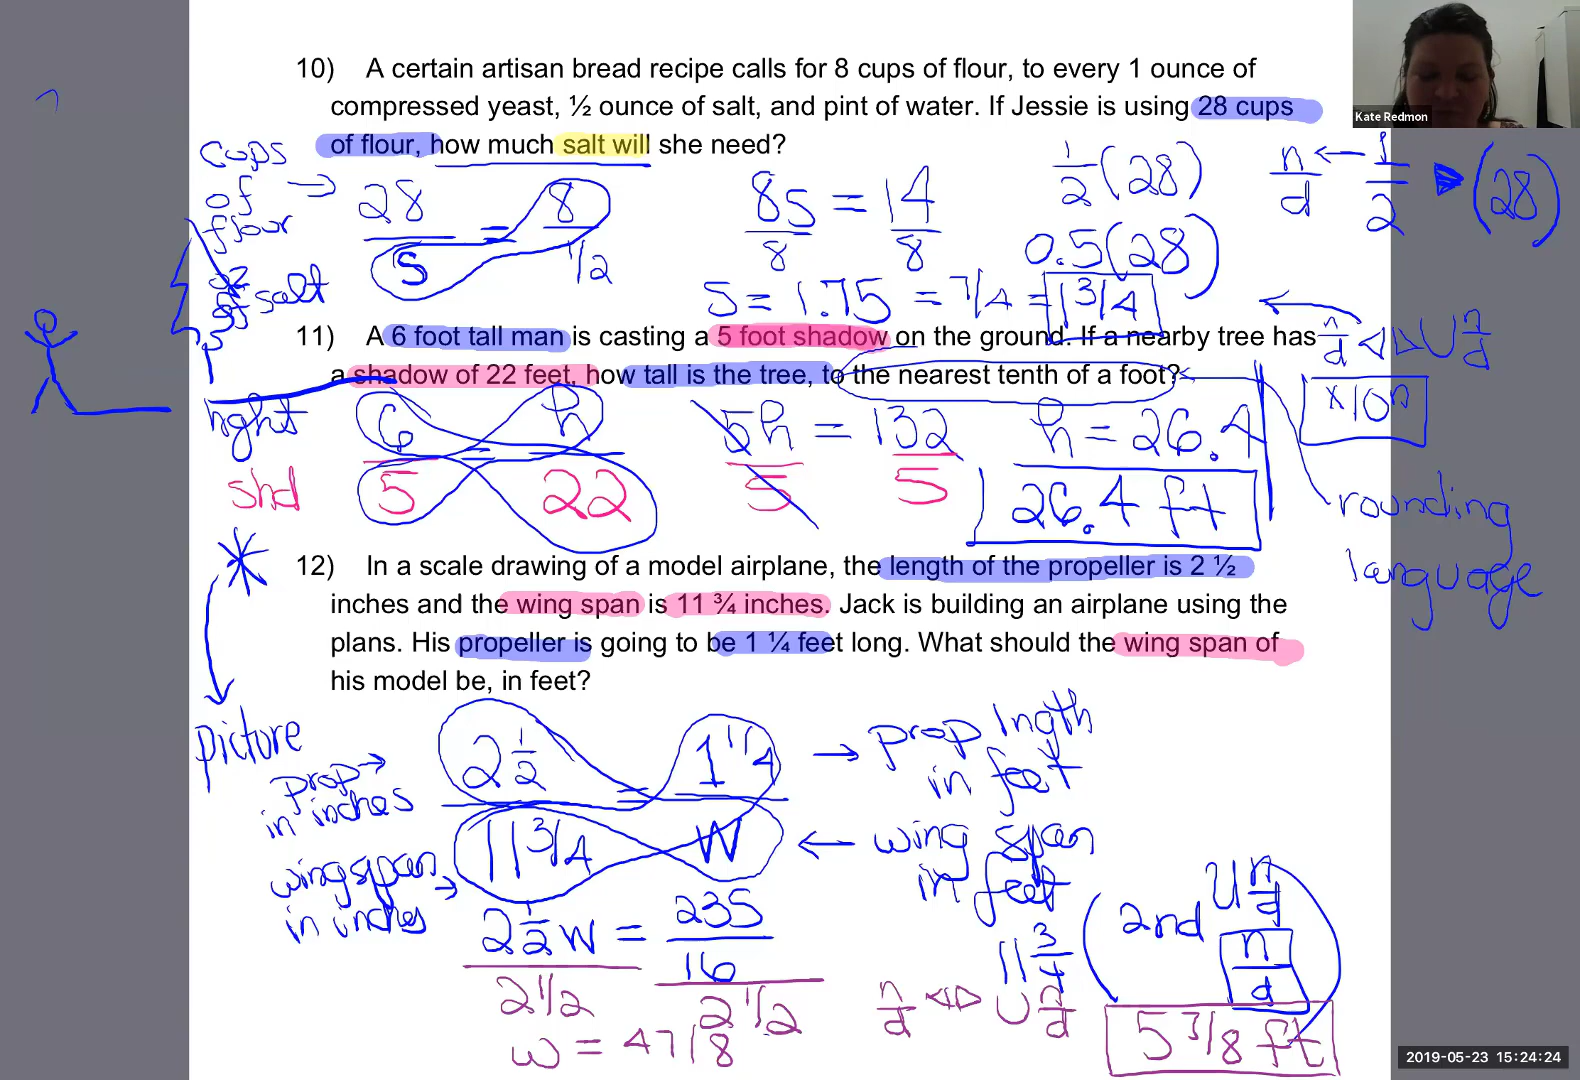 10) A certain artisan bread recipe calls for 8 cups of flour, to every 1 ounce of
compressed yeast, ½ ounce of salt, and pint of water. If Jessie is using 28 cups
of flour, how much salt will she need?
Kate Redmon
cups
of
flour
oz
of salt
28 = 8
S 1/2
8s = 14
8 8
S = 1.75 = 7/4 = 1 3/4
1/2 (28)
0.5(28)
n/d ← 1/2 ▶ (28)
11) A 6 foot tall man is casting a 5 foot shadow on the ground. If a nearby tree has
a shadow of 22 feet, how tall is the tree, to the nearest tenth of a foot?
n/d ◁▷ U n/d
x10ⁿ
hght
shd
6 = h
5 22
5h = 132
5 5
h = 26.4
26.4 ft
rounding
language
12) In a scale drawing of a model airplane, the length of the propeller is 2 ½
inches and the wing span is 11 ¾ inches. Jack is building an airplane using the
plans. His propeller is going to be 1 ¼ feet long. What should the wing span of
his model be, in feet?
picture
prop →
in inches
wingspan →
in inches
2 1/2 = 1 1/4
11 3/4 W
→ prop lngth
in feet
← wing span
in feet
2 1/2 W = 235/16
2 1/2 2 1/2
w = 47/8
11 3/4
n/d ◁▷ U n/d
2nd U n/d
n/d
5 7/8 ft
2019-05-23 15:24:24